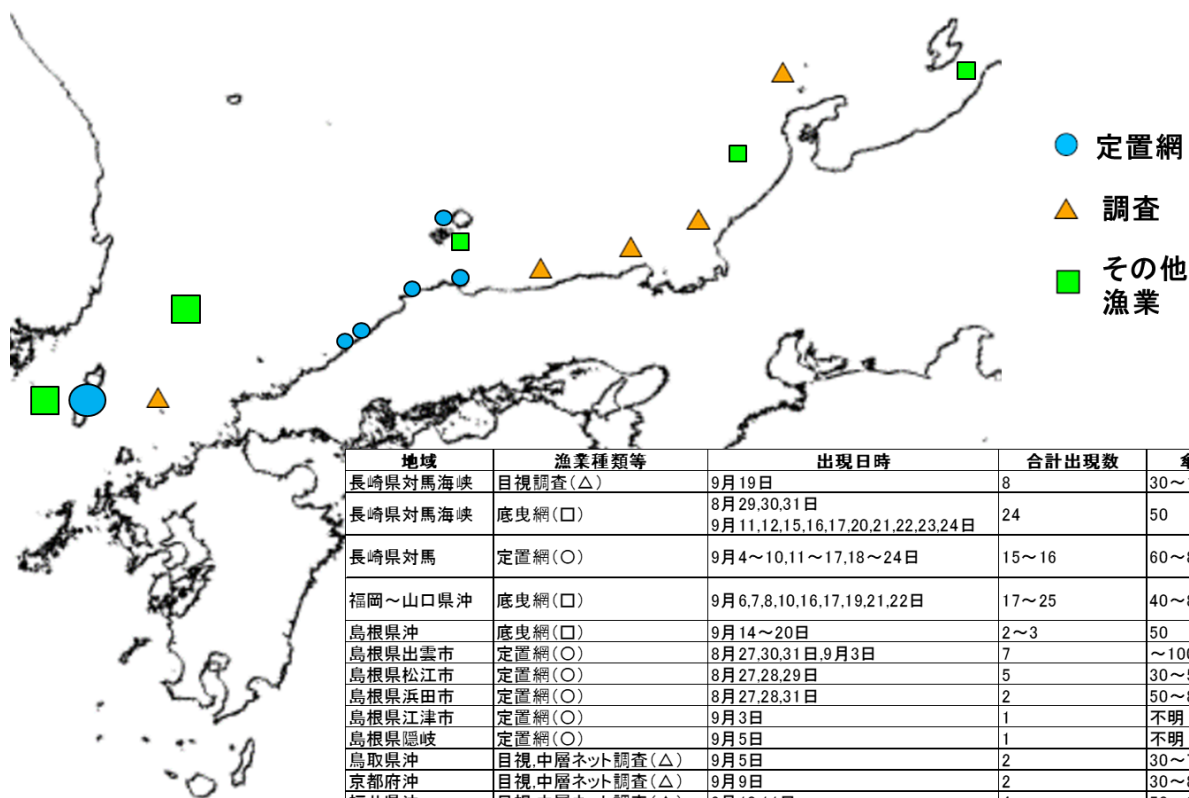 定置網
調査
その他
漁業
地域 漁業種類等 出現日時 合計出現数
長崎県対馬海峡 目視調査(△) 9月19日 8 30~
長崎県対馬海峡 底曳網(□) 8月29,30,31日 24 50
9月11,12,15,16,17,20,21,22,23,24日
長崎県対馬 定置網(○) 9月4~10,11~17,18~24日 15~16 60~8
福岡~山口県沖 底曳網(□) 9月6,7,8,10,16,17,19,21,22日 17~25 40~8
島根県沖 底曳網(□) 9月14~20日 2~3 50
島根県出雲市 定置網(○) 8月27,30,31日,9月3日 7 ~100
島根県松江市 定置網(○) 8月27,28,29日 5 30~5
島根県浜田市 定置網(○) 8月27,28,31日 2 50~8
島根県江津市 定置網(○) 9月3日 1 不明
島根県隠岐 定置網(○) 9月5日 1 不明
鳥取県沖 目視,中層ネット調査(△) 9月5日 2 30~
京都府沖 目視,中層ネット調査(△) 9月9日 2 30~8